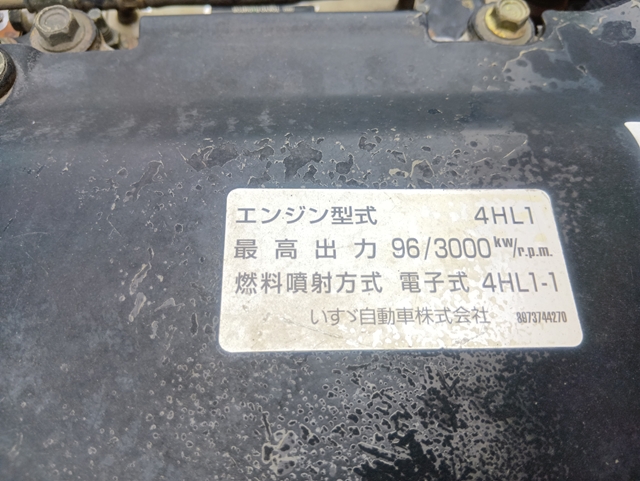 エンジン型式 4HL1
最高出力 96/3000kW/r.p.m.
燃料噴射方式 電子式 4HL1-1
いすゞ自動車株式会社 8973744270